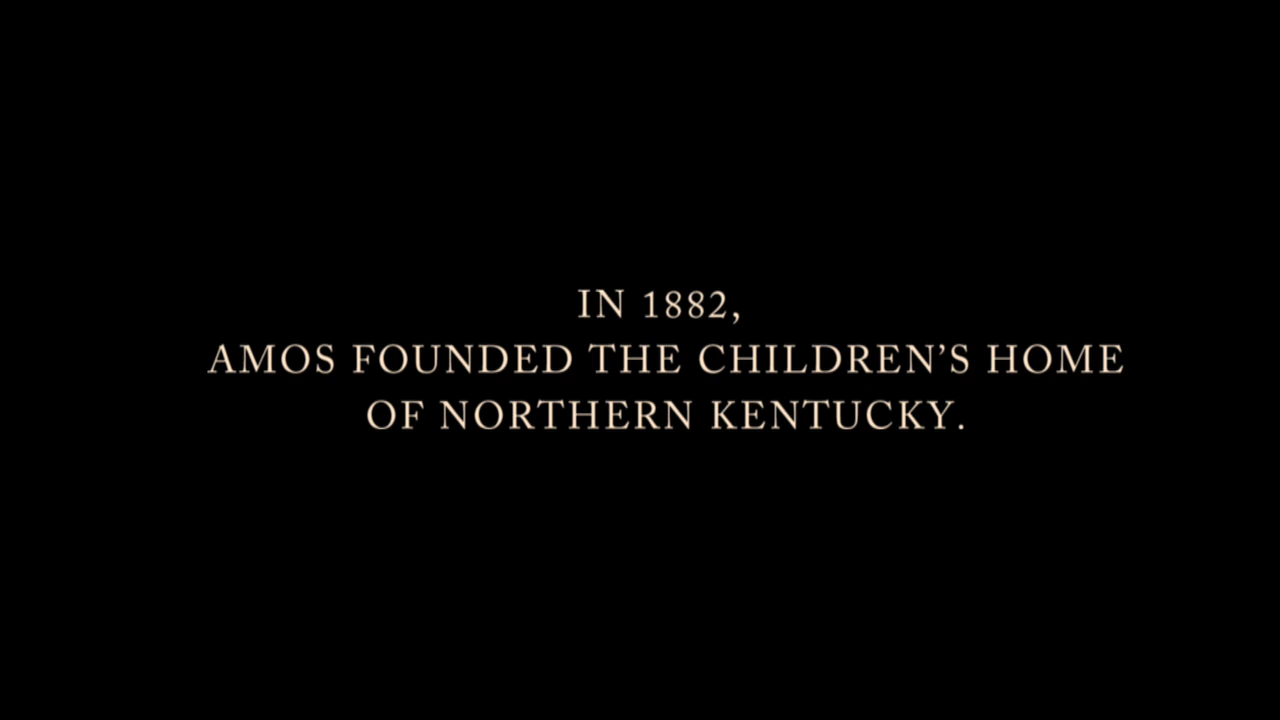 IN 1882,
AMOS FOUNDED THE CHILDREN’S HOME
OF NORTHERN KENTUCKY.